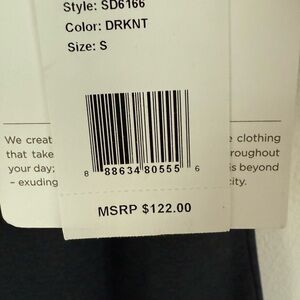 Style: SD6166
Color: DRKNT
Size: S
We creat
e clothing
that take
roughout
your day;
is beyond
– exuding
city.
8 88634 80555 6
MSRP $122.00